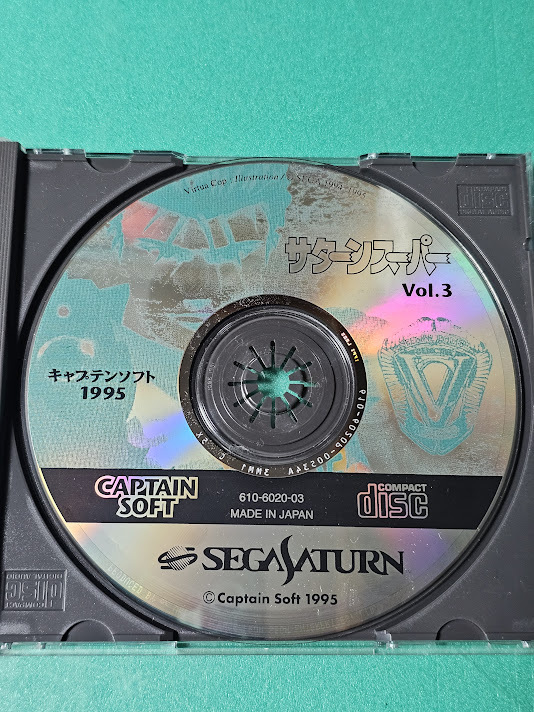 Virtua Cop : Illustration / © SEGA 1994-1995
サターンスーパー
Vol.3
キャプテンソフト
1995
CAPTAIN
SOFT
610-6020-03
MADE IN JAPAN
COMPACT
disc
SEGA SATURN
© Captain Soft 1995